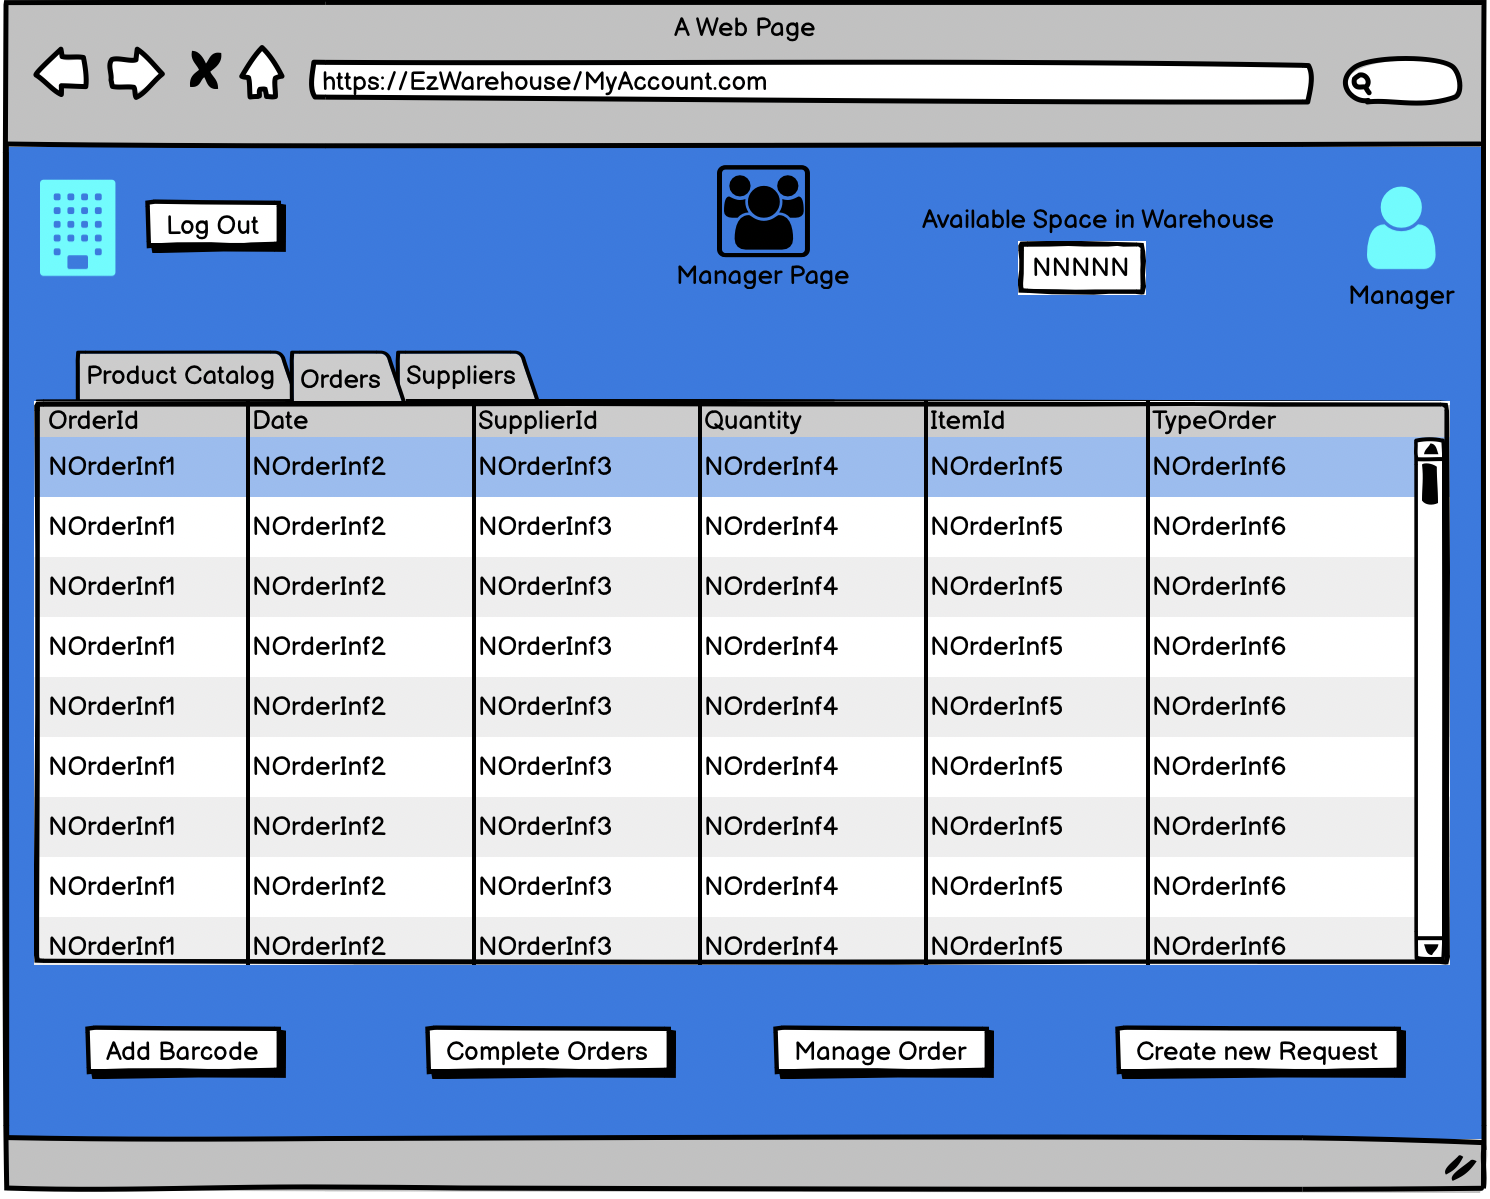 A Web Page
https://EzWarehouse/MyAccount.com
Log Out
Manager Page
Available Space in Warehouse
NNNNN
Manager
Product Catalog Orders Suppliers
OrderId Date SupplierId Quantity ItemId TypeOrder
NOrderInf1 NOrderInf2 NOrderInf3 NOrderInf4 NOrderInf5 NOrderInf6
NOrderInf1 NOrderInf2 NOrderInf3 NOrderInf4 NOrderInf5 NOrderInf6
NOrderInf1 NOrderInf2 NOrderInf3 NOrderInf4 NOrderInf5 NOrderInf6
NOrderInf1 NOrderInf2 NOrderInf3 NOrderInf4 NOrderInf5 NOrderInf6
NOrderInf1 NOrderInf2 NOrderInf3 NOrderInf4 NOrderInf5 NOrderInf6
NOrderInf1 NOrderInf2 NOrderInf3 NOrderInf4 NOrderInf5 NOrderInf6
NOrderInf1 NOrderInf2 NOrderInf3 NOrderInf4 NOrderInf5 NOrderInf6
NOrderInf1 NOrderInf2 NOrderInf3 NOrderInf4 NOrderInf5 NOrderInf6
NOrderInf1 NOrderInf2 NOrderInf3 NOrderInf4 NOrderInf5 NOrderInf6
Add Barcode Complete Orders Manage Order Create new Request